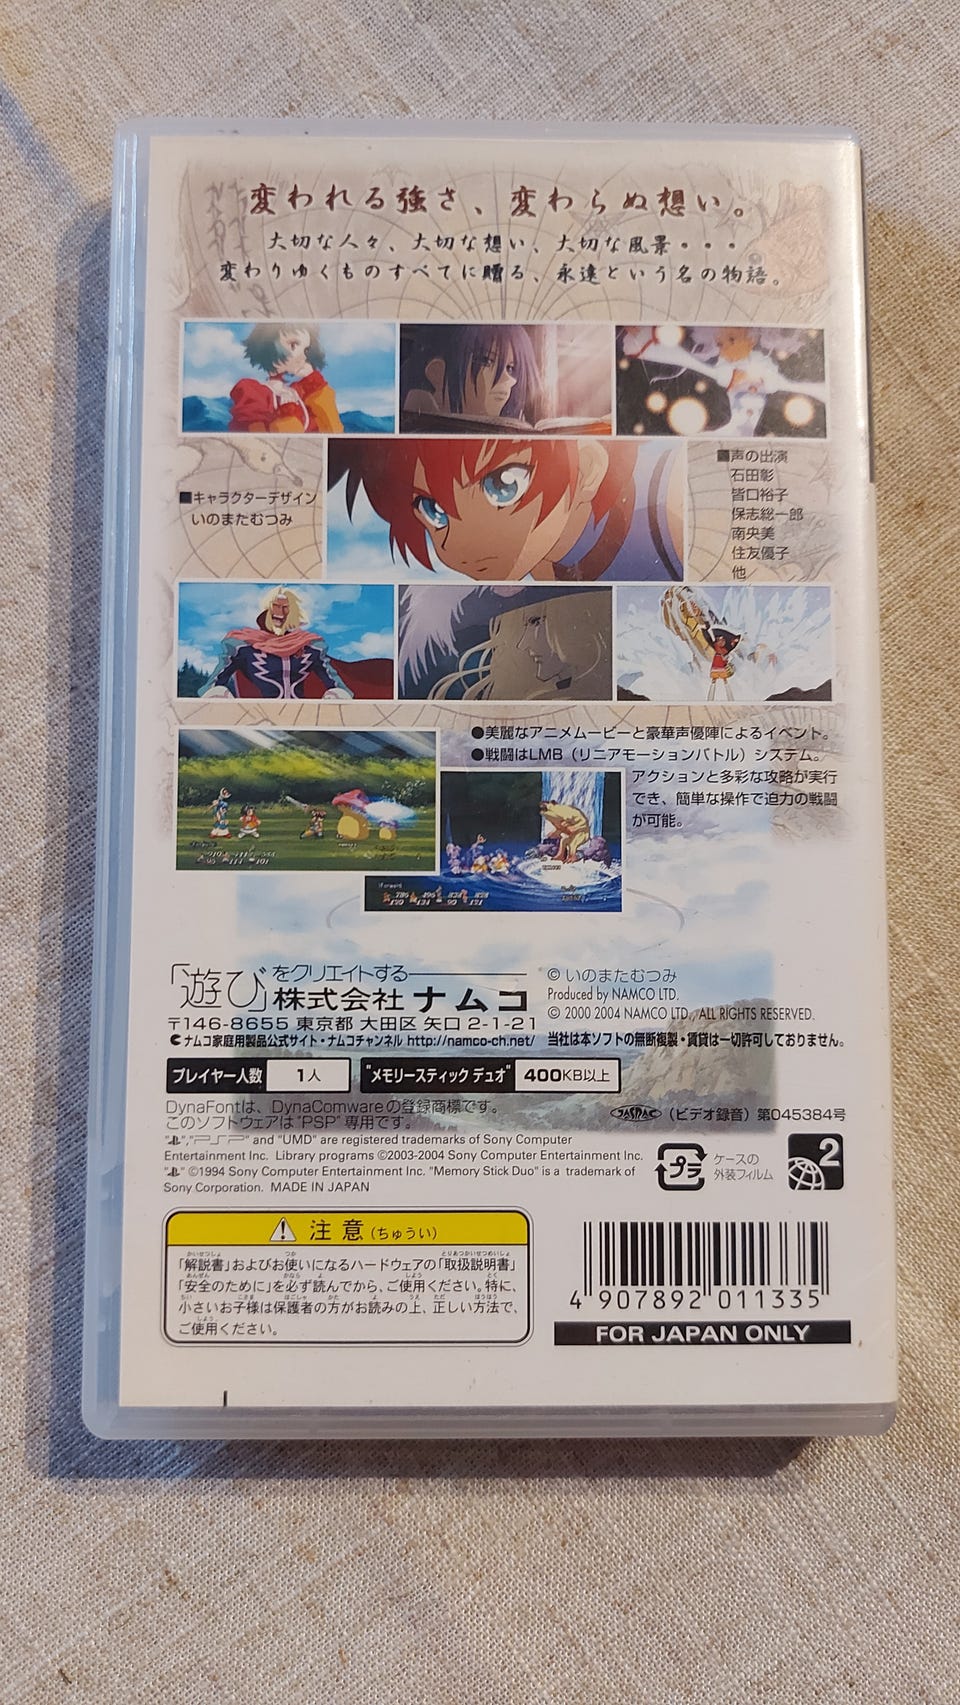 変われる強さ、変わらぬ想い。
大切な人々、大切な想い、大切な風景・・・
変わりゆくものすべてに贈る、永遠という名の物語。
■キャラクターデザイン
いのまたむつみ
■声の出演
石田彰
皆口裕子
保志総一郎
南央美
住友優子
他
●美麗なアニメムービーと豪華声優陣によるイベント。
●戦闘はLMB（リニアモーションバトル）システム。
アクションと多彩な攻略が実行
でき、簡単な操作で迫力の戦闘
が可能。
「遊び」をクリエイトする
株式会社ナムコ
〒146-8655 東京都 大田区 矢口 2-1-21
ナムコ家庭用製品公式サイト・ナムコチャンネル http://namco-ch.net/
© いのまたむつみ
Produced by NAMCO LTD.
© 2000 2004 NAMCO LTD., ALL RIGHTS RESERVED.
当社は本ソフトの無断複製・賃貸は一切許可しておりません。
プレイヤー人数 1人 "メモリースティック デュオ" 400KB以上
DynaFontは、DynaComwareの登録商標です。
このソフトウェアは"PSP"専用です。
JASRAC （ビデオ録音）第045384号
" ", "PSP" and "UMD" are registered trademarks of Sony Computer
Entertainment Inc. Library programs ©2003-2004 Sony Computer Entertainment Inc.
" " ©1994 Sony Computer Entertainment Inc. "Memory Stick Duo" is a trademark of
Sony Corporation. MADE IN JAPAN
プラ
ケースの
外装フィルム
2
注意（ちゅうい）
「解説書」およびお使いになるハードウェアの「取扱説明書」
「安全のために」を必ず読んでから、ご使用ください。特に、
小さいお子様は保護者の方がお読みの上、正しい方法で、
ご使用ください。
4 907892 011335
FOR JAPAN ONLY